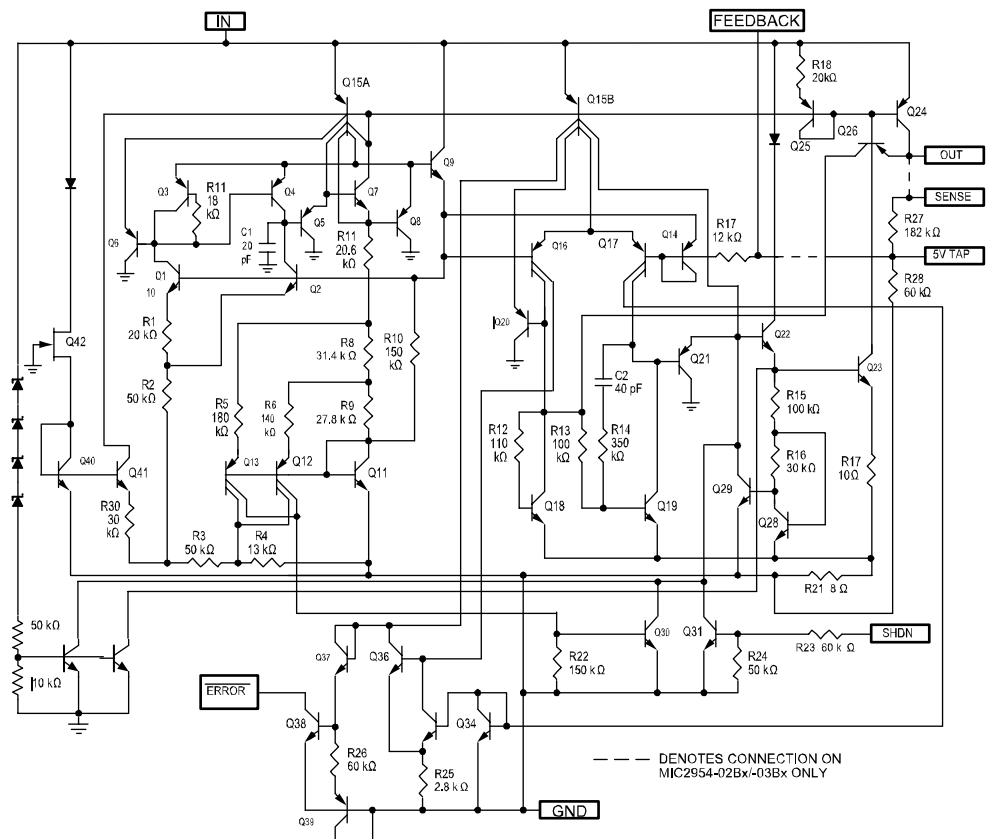 IN
FEEDBACK
Q15A
Q15B
R18
20kΩ
Q24
Q25
Q26
OUT
SENSE
5V TAP
Q3
R11
18
kΩ
Q4
Q9
Q7
Q5
Q8
Q6
C1
20
pF
R11
20.6
kΩ
Q1
10
Q2
Q16
Q17
Q14
R17
12 kΩ
R27
182 kΩ
R28
60 kΩ
Q42
R1
20 kΩ
R2
50 kΩ
R8
31.4 kΩ
R10
150
kΩ
Q20
Q21
Q22
Q23
C2
40 pF
R5
180
kΩ
R6
140
kΩ
R9
27.8 kΩ
R12
110
kΩ
R13
100
kΩ
R14
350
kΩ
R15
100 kΩ
R16
30 kΩ
R17
10Ω
Q40
Q41
Q13
Q12
Q11
Q18
Q19
Q29
Q28
R30
30
kΩ
R3
50 kΩ
R4
13 kΩ
R21 8 Ω
50 kΩ
10 kΩ
Q37
Q36
R22
150 kΩ
Q30
Q31
R24
50 kΩ
R23 60 kΩ
SHDN
ERROR
Q38
Q34
R26
60 kΩ
R25
2.8 kΩ
Q39
GND
DENOTES CONNECTION ON
MIC2954-02Bx/-03Bx ONLY